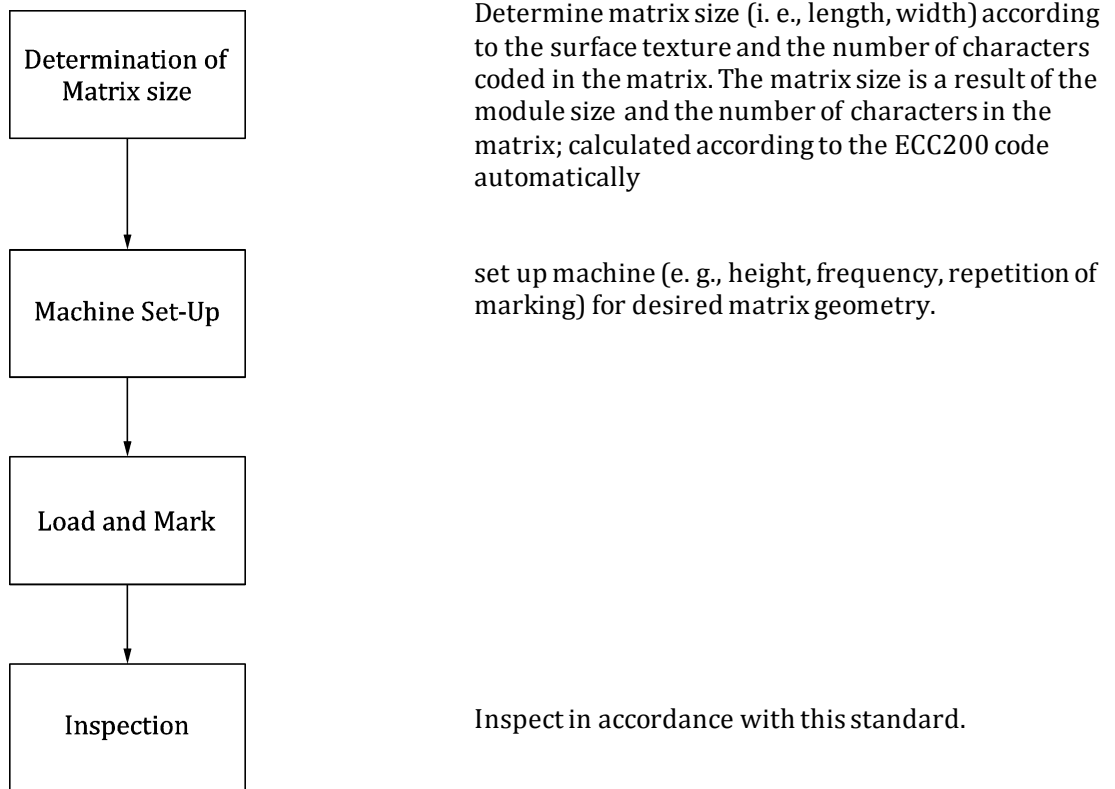 Determination of
Matrix size
Determine matrix size (i. e., length, width) according
to the surface texture and the number of characters
coded in the matrix. The matrix size is a result of the
module size and the number of characters in the
matrix; calculated according to the ECC200 code
automatically
Machine Set-Up
set up machine (e. g., height, frequency, repetition of
marking) for desired matrix geometry.
Load and Mark
Inspection
Inspect in accordance with this standard.